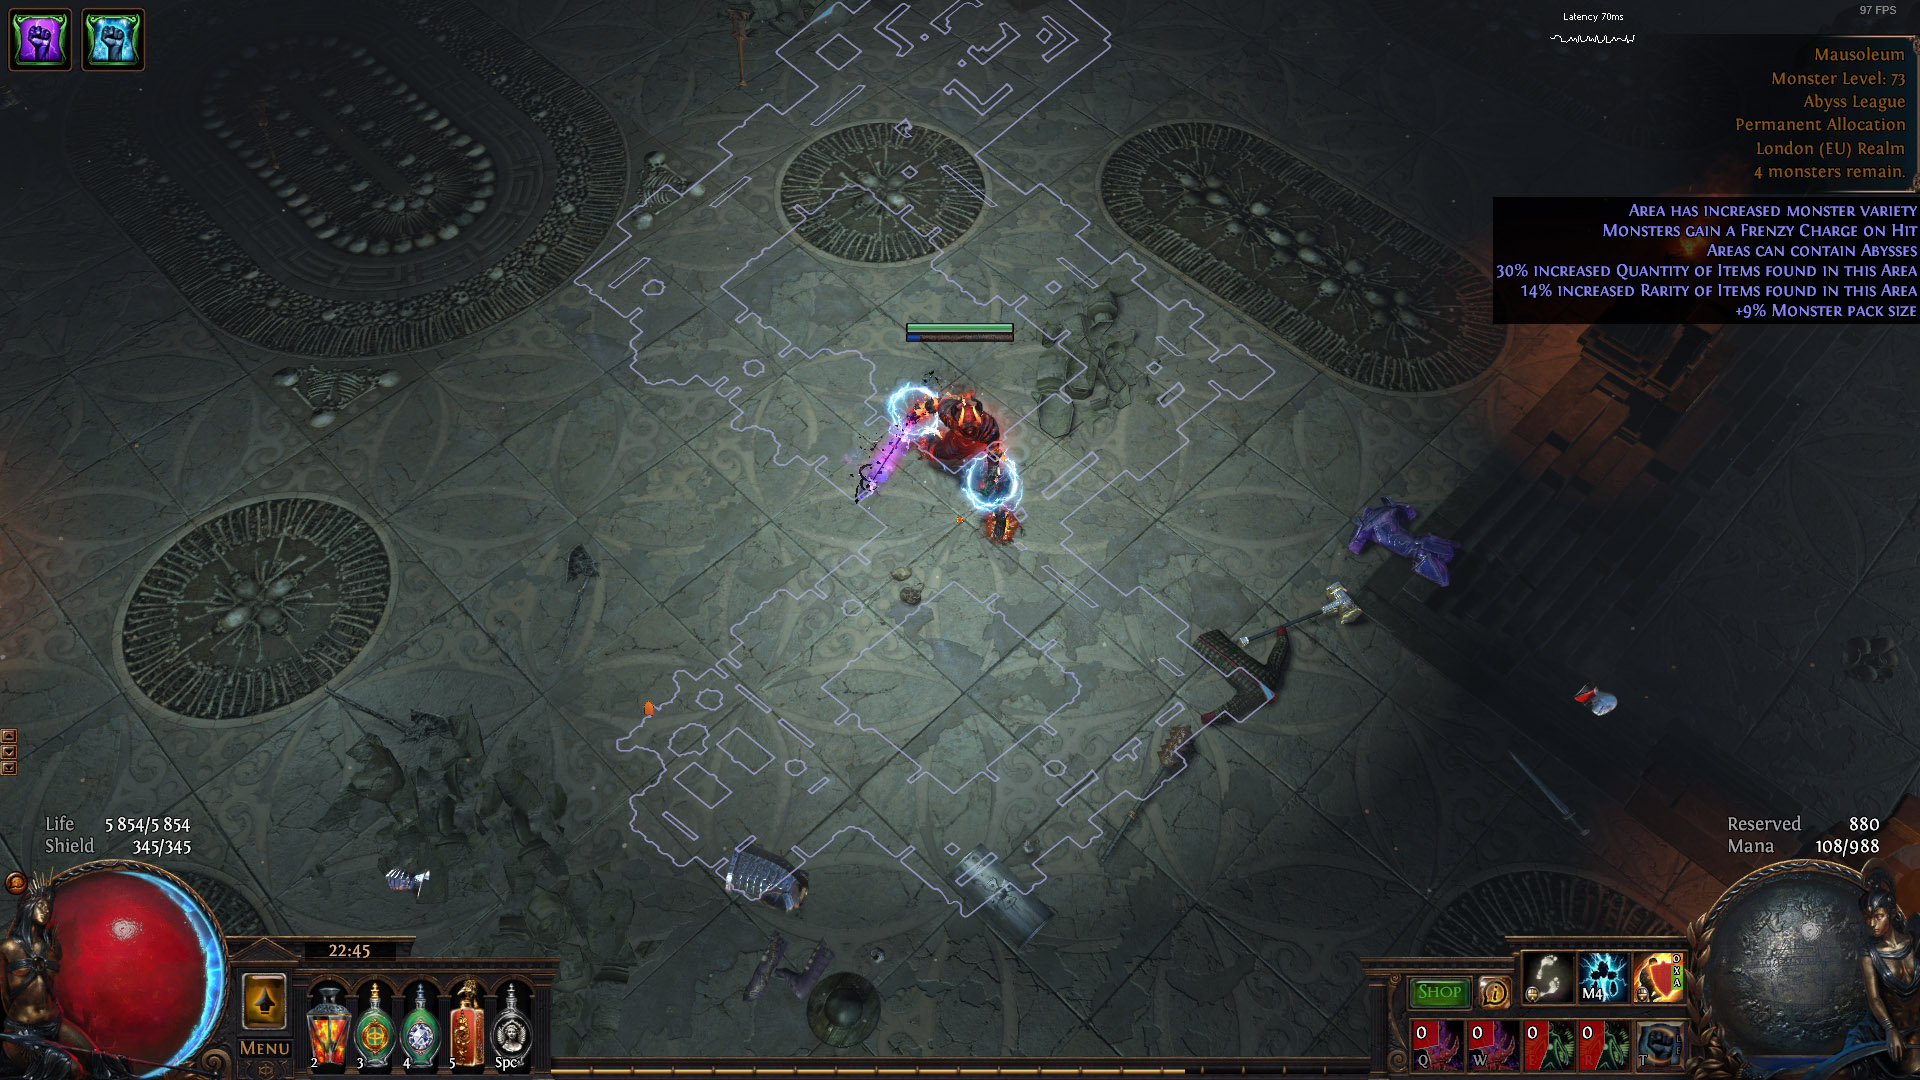 97 FPS
Latency 70ms
Mausoleum
Monster Level: 73
Abyss League
Permanent Allocation
London (EU) Realm
4 monsters remain.
Area has increased monster variety
Monsters gain a Frenzy Charge on Hit
Areas can contain Abysses
30% increased Quantity of Items found in this Area
14% increased Rarity of Items found in this Area
+9% Monster pack size
Life 5 854/5 854
Shield 345/345
Reserved 880
Mana 108/988
22:45
Menu
2 3 4 5 Spc
Shop
M4
O
X
A
0 0 0 0
Q W T